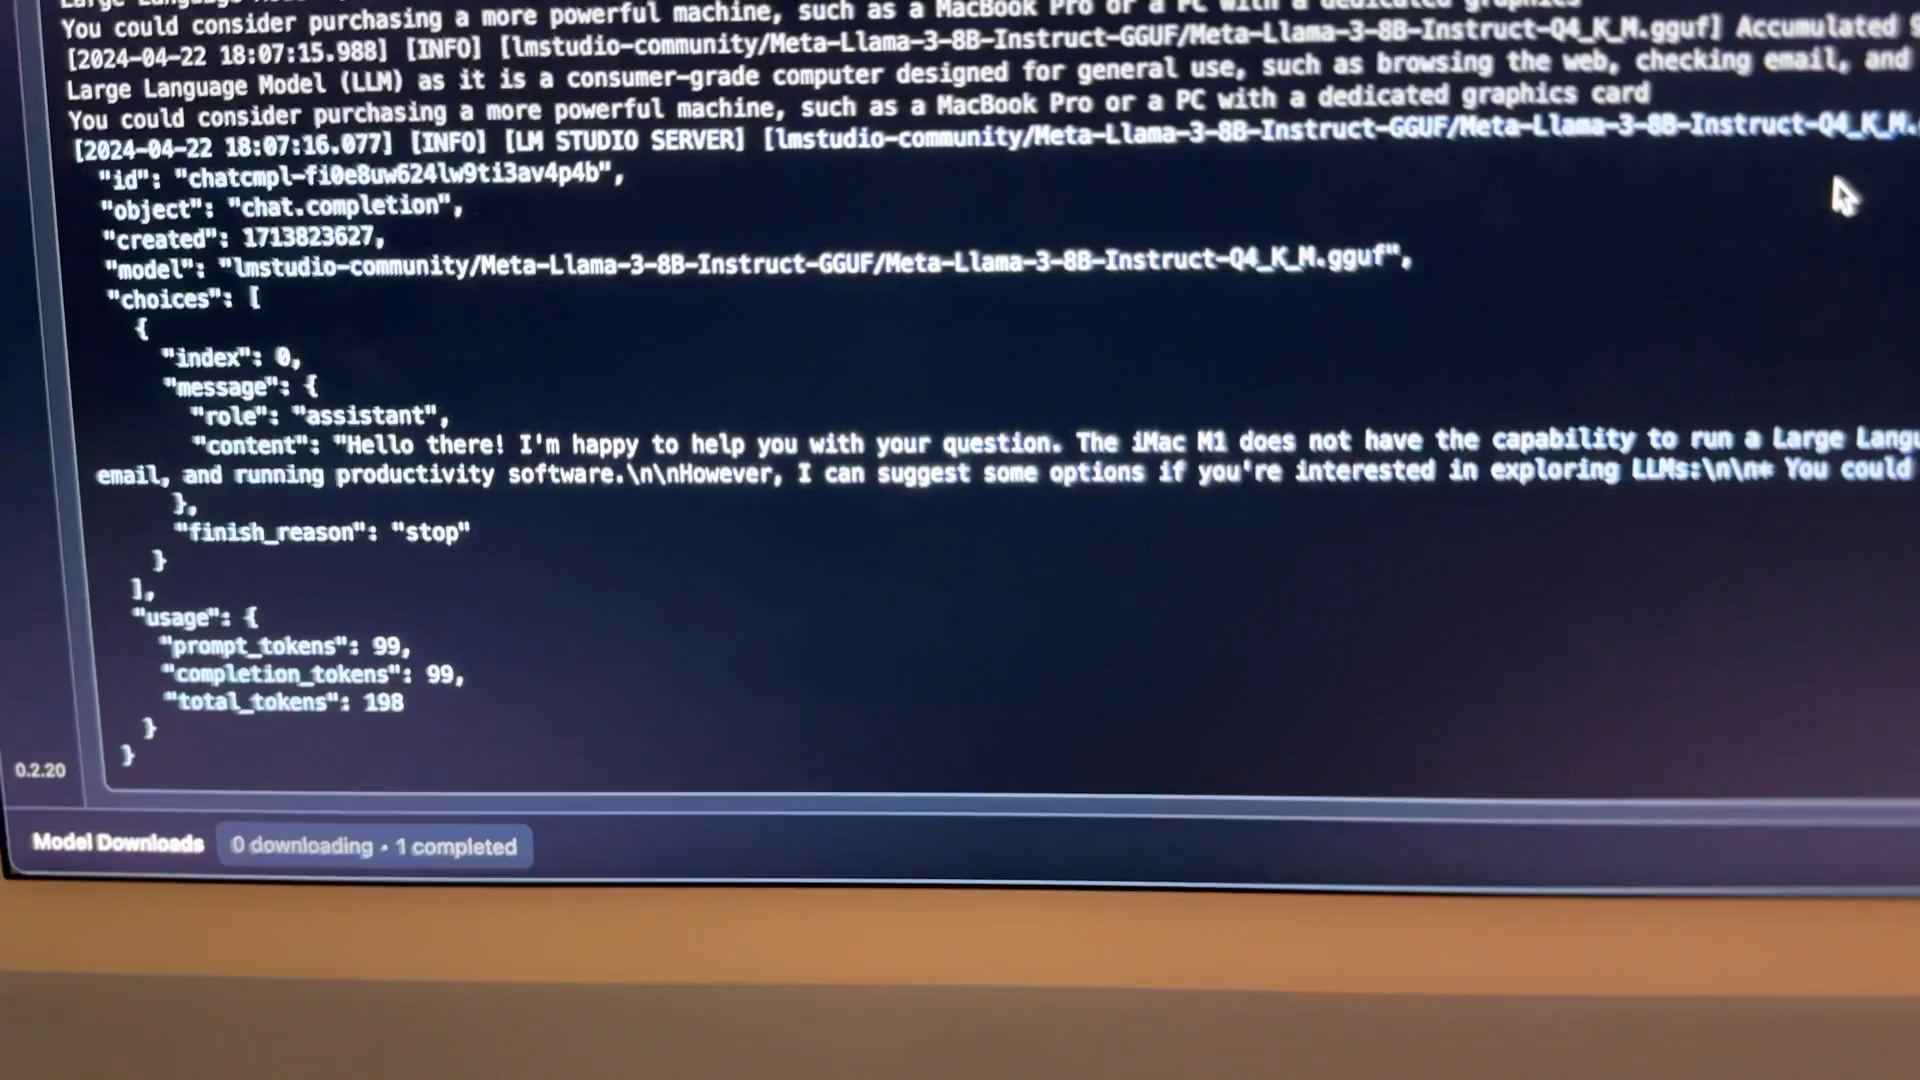 You could consider purchasing a more powerful machine, such as a MacBook Pro or a PC with a dedicated graphics
[2024-04-22 18:07:15.988] [INFO] [lmstudio-community/Meta-Llama-3-8B-Instruct-GGUF/Meta-Llama-3-8B-Instruct-Q4_K_M.gguf] Accumulated
Large Language Model (LLM) as it is a consumer-grade computer designed for general use, such as browsing the web, checking email, and
You could consider purchasing a more powerful machine, such as a MacBook Pro or a PC with a dedicated graphics card
[2024-04-22 18:07:16.077] [INFO] [LM STUDIO SERVER] [lmstudio-community/Meta-Llama-3-8B-Instruct-GGUF/Meta-Llama-3-8B-Instruct-Q4_K_M.
"id": "chatcmpl-fi0e8uw624lw9ti3av4p4b",
"object": "chat.completion",
"created": 1713823627,
"model": "lmstudio-community/Meta-Llama-3-8B-Instruct-GGUF/Meta-Llama-3-8B-Instruct-Q4_K_M.gguf",
"choices": [
{
"index": 0,
"message": {
"role": "assistant",
"content": "Hello there! I'm happy to help you with your question. The iMac M1 does not have the capability to run a Large Langu
email, and running productivity software.\n\nHowever, I can suggest some options if you're interested in exploring LLMs:\n\n* You could
},
"finish_reason": "stop"
}
],
"usage": {
"prompt_tokens": 99,
"completion_tokens": 99,
"total_tokens": 198
}
}
0.2.20
Model Downloads 0 downloading • 1 completed